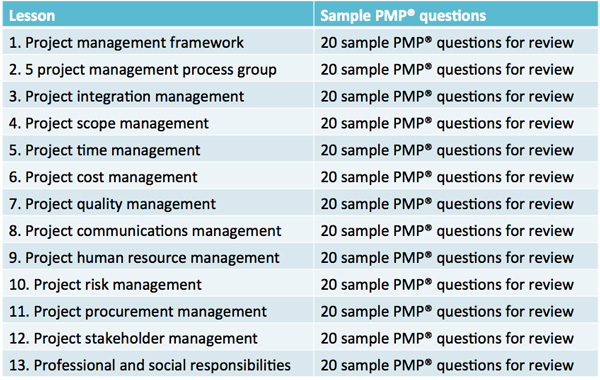 Lesson Sample PMP® questions
1. Project management framework 20 sample PMP® questions for review
2. 5 project management process group 20 sample PMP® questions for review
3. Project integration management 20 sample PMP® questions for review
4. Project scope management 20 sample PMP® questions for review
5. Project time management 20 sample PMP® questions for review
6. Project cost management 20 sample PMP® questions for review
7. Project quality management 20 sample PMP® questions for review
8. Project communications management 20 sample PMP® questions for review
9. Project human resource management 20 sample PMP® questions for review
10. Project risk management 20 sample PMP® questions for review
11. Project procurement management 20 sample PMP® questions for review
12. Project stakeholder management 20 sample PMP® questions for review
13. Professional and social responsibilities 20 sample PMP® questions for review